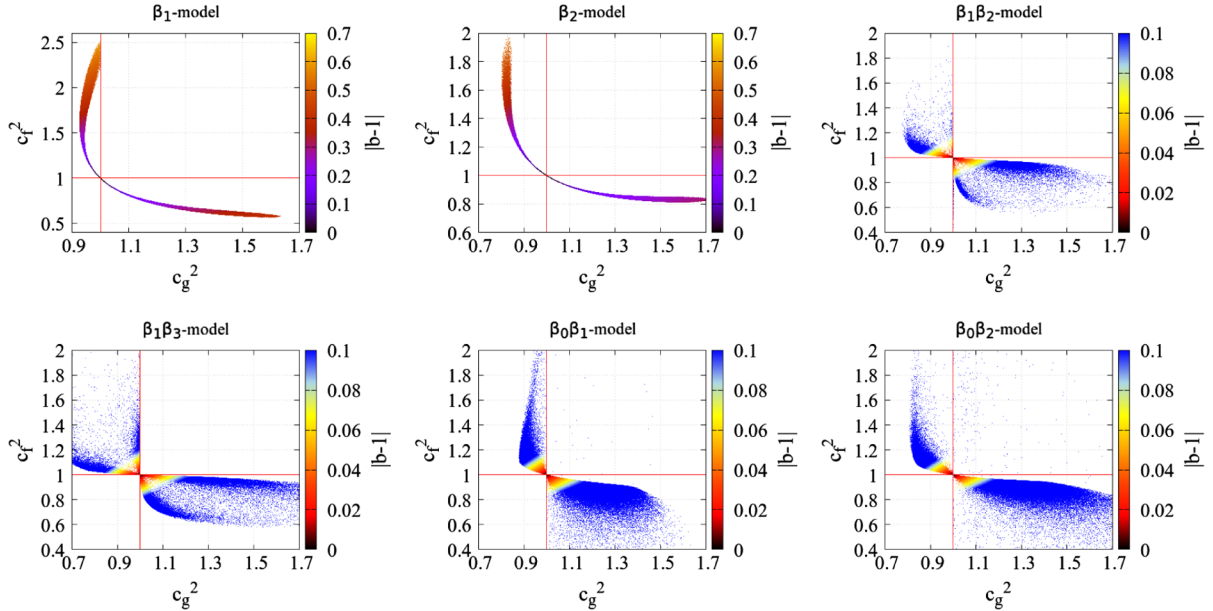 β₁-model
2.5
2
1.5
1
0.5
0.9 1.1 1.3 1.5 1.7
c_g^2
c_f^2
0.7
0.6
0.5
0.4
0.3
0.2
0.1
0
|b-1|
β₂-model
2
1.8
1.6
1.4
1.2
1
0.8
0.6
0.7 0.9 1.1 1.3 1.5 1.7
c_g^2
c_f^2
0.7
0.6
0.5
0.4
0.3
0.2
0.1
0
|b-1|
β₁β₂-model
2
1.8
1.6
1.4
1.2
1
0.8
0.6
0.4
0.7 0.9 1.1 1.3 1.5 1.7
c_g^2
c_f^2
0.1
0.08
0.06
0.04
0.02
0
|b-1|
β₁β₃-model
2
1.8
1.6
1.4
1.2
1
0.8
0.6
0.4
0.7 0.9 1.1 1.3 1.5 1.7
c_g^2
c_f^2
0.1
0.08
0.06
0.04
0.02
0
|b-1|
β₀β₁-model
2
1.8
1.6
1.4
1.2
1
0.8
0.6
0.4
0.7 0.9 1.1 1.3 1.5 1.7
c_g^2
c_f^2
0.1
0.08
0.06
0.04
0.02
0
|b-1|
β₀β₂-model
2
1.8
1.6
1.4
1.2
1
0.8
0.6
0.4
0.7 0.9 1.1 1.3 1.5 1.7
c_g^2
c_f^2
0.1
0.08
0.06
0.04
0.02
0
|b-1|